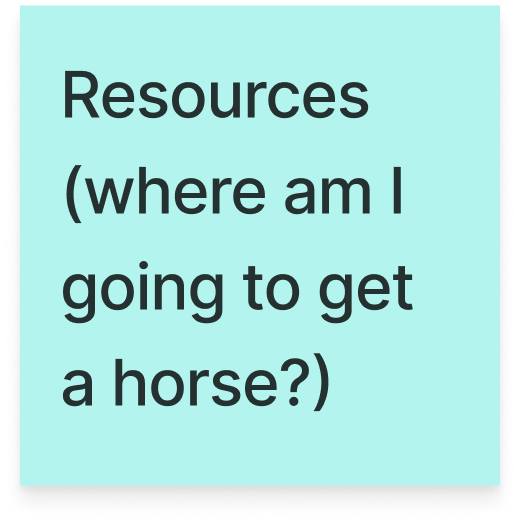 Resources
(where am I
going to get
a horse?)